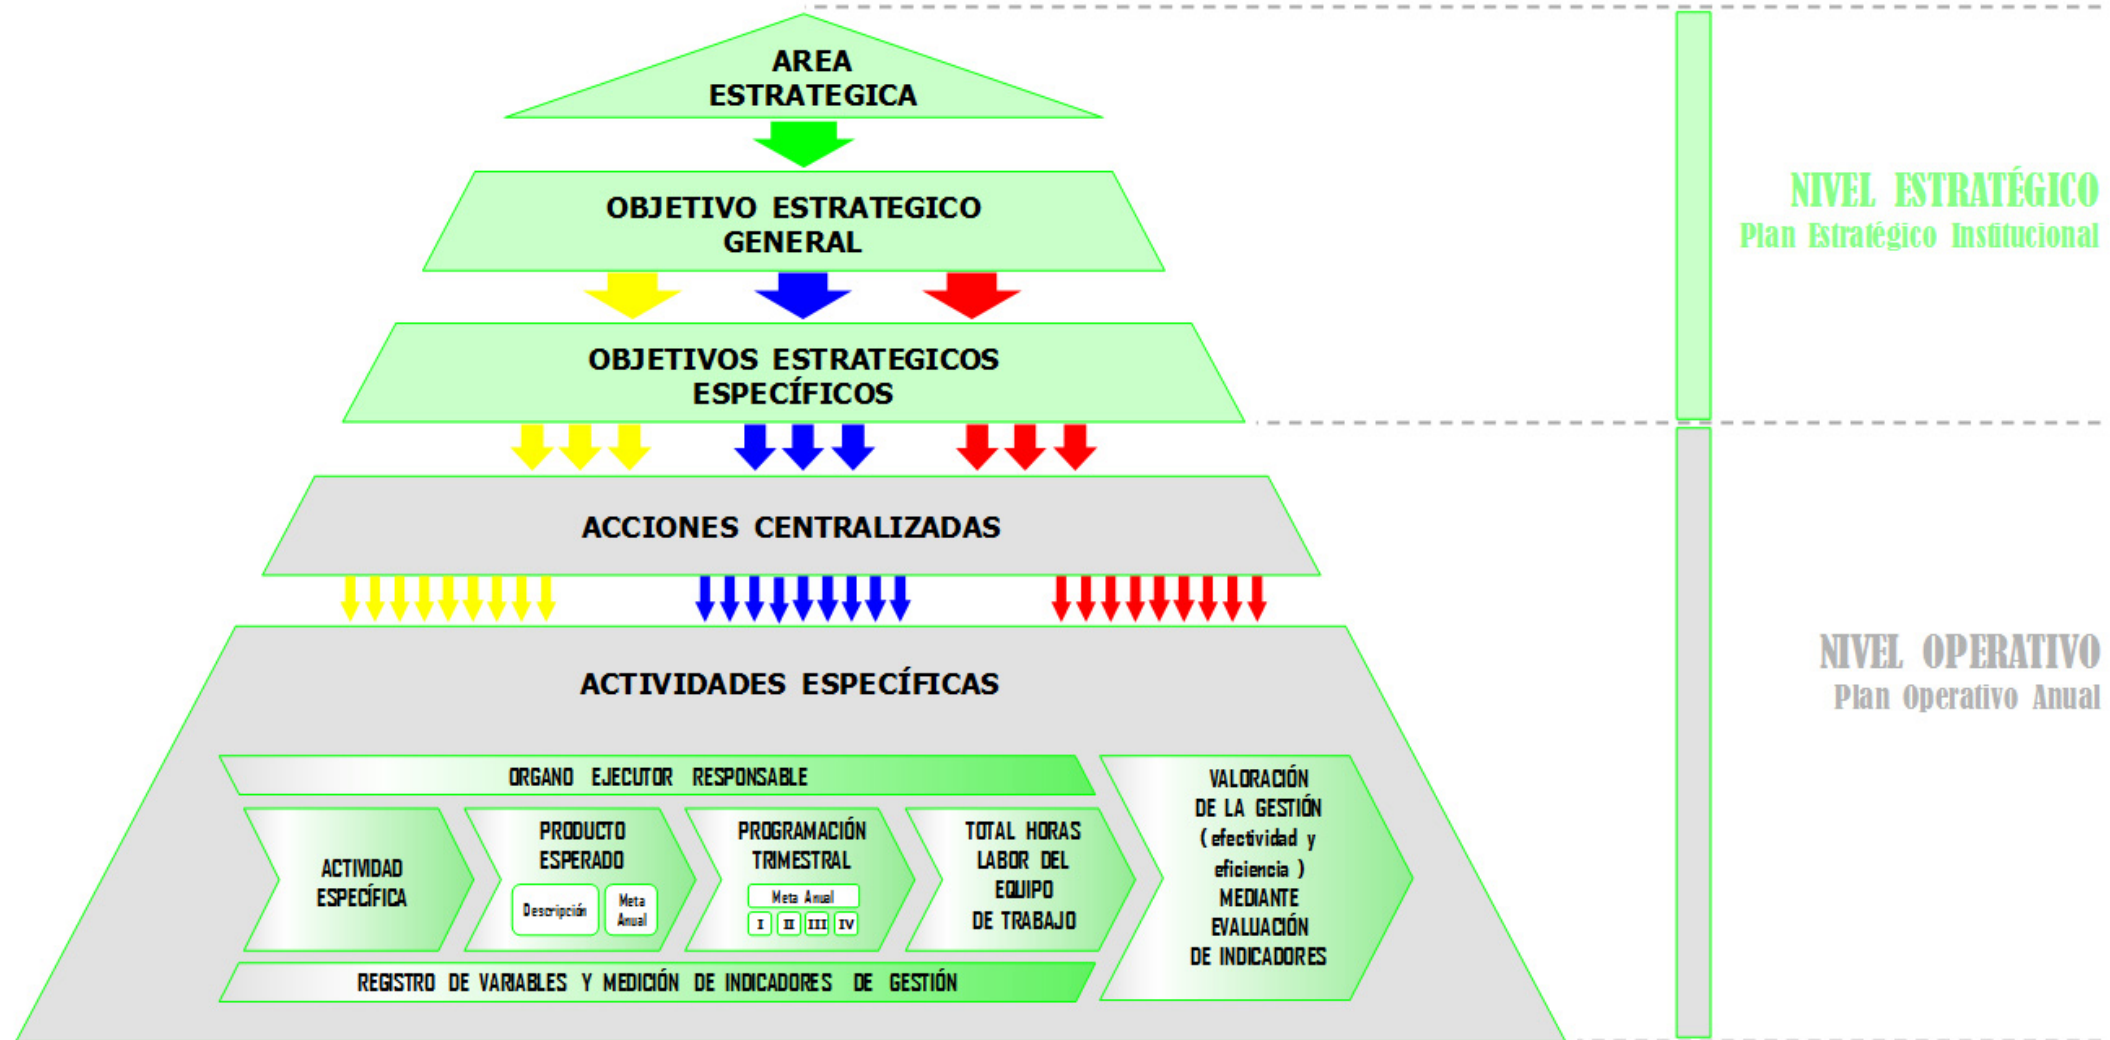 AREA
ESTRATEGICA
OBJETIVO ESTRATEGICO
GENERAL
OBJETIVOS ESTRATEGICOS
ESPECÍFICOS
NIVEL ESTRATÉGICO
Plan Estratégico Institucional
ACCIONES CENTRALIZADAS
ACTIVIDADES ESPECÍFICAS
NIVEL OPERATIVO
Plan Operativo Anual
ORGANO EJECUTOR RESPONSABLE
ACTIVIDAD
ESPECÍFICA
PRODUCTO
ESPERADO
Descripción
Meta
Anual
PROGRAMACIÓN
TRIMESTRAL
Meta Anual
I II III IV
TOTAL HORAS
LABOR DEL
EQUIPO
DE TRABAJO
REGISTRO DE VARIABLES Y MEDICIÓN DE INDICADORES DE GESTIÓN
VALORACIÓN
DE LA GESTIÓN
( efectividad y
eficiencia )
MEDIANTE
EVALUACIÓN
DE INDICADORES